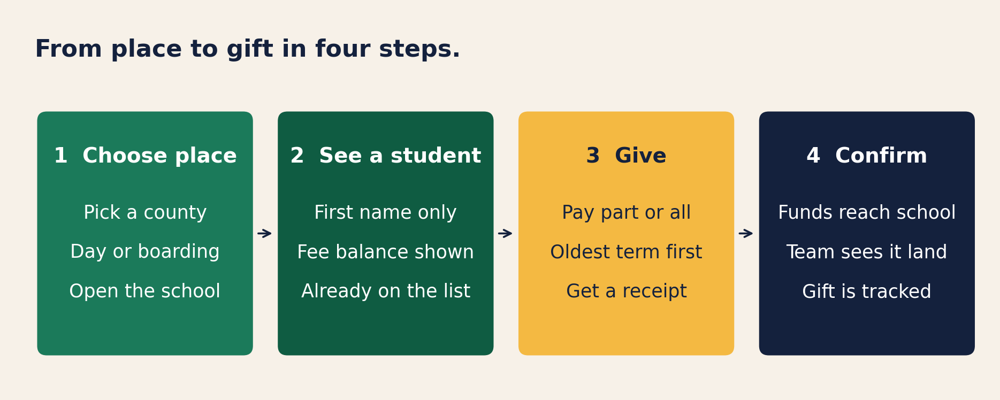 From place to gift in four steps.
1 Choose place
Pick a county
Day or boarding
Open the school
2 See a student
First name only
Fee balance shown
Already on the list
3 Give
Pay part or all
Oldest term first
Get a receipt
4 Confirm
Funds reach school
Team sees it land
Gift is tracked